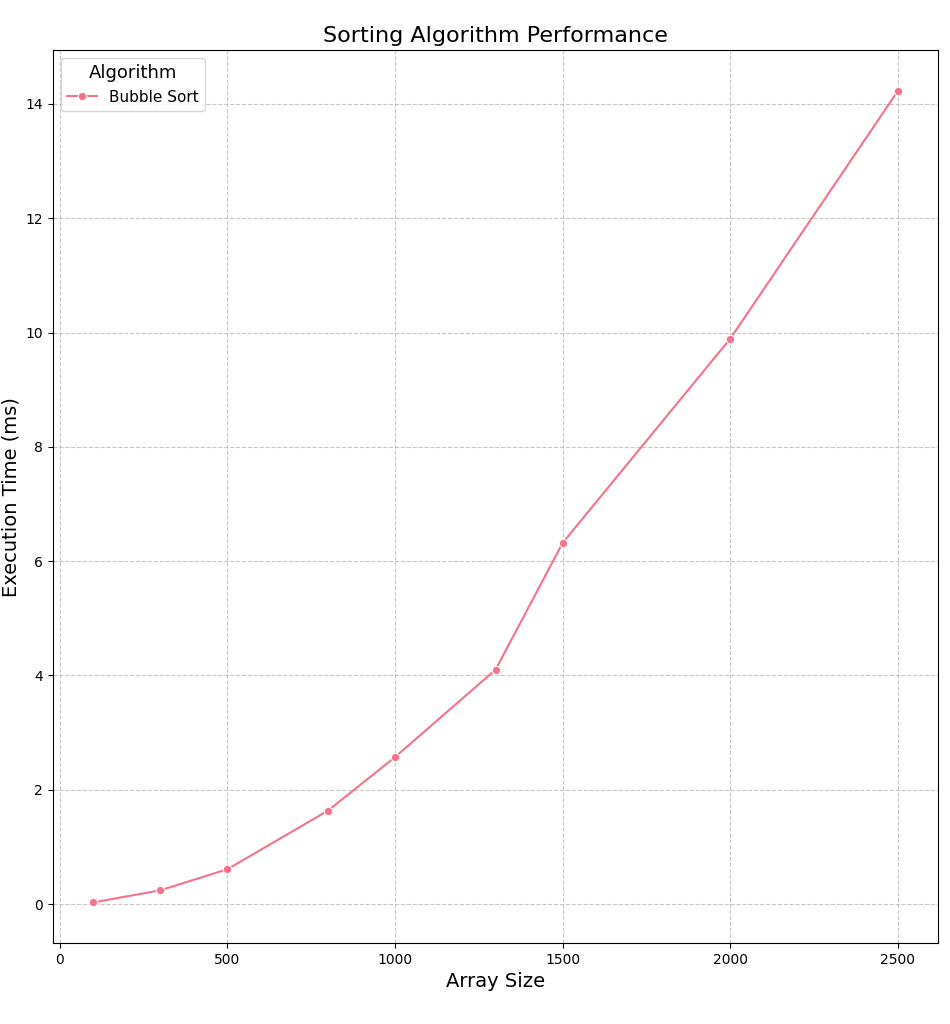 Sorting Algorithm Performance
Algorithm
Bubble Sort
Execution Time (ms)
14
12
10
8
6
4
2
0
0 500 1000 1500 2000 2500
Array Size